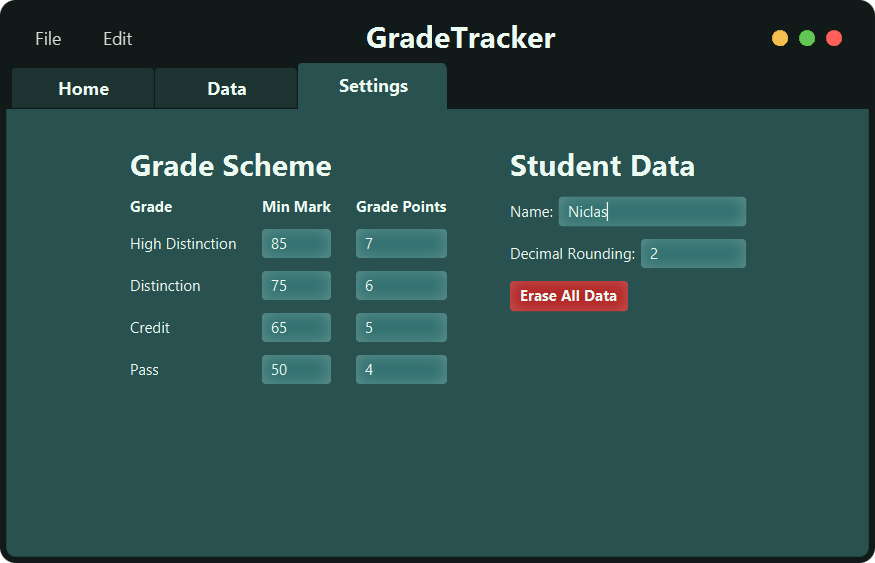 File Edit GradeTracker
Home Data Settings
Grade Scheme
Grade Min Mark Grade Points
High Distinction 85 7
Distinction 75 6
Credit 65 5
Pass 50 4
Student Data
Name: Niclas
Decimal Rounding: 2
Erase All Data